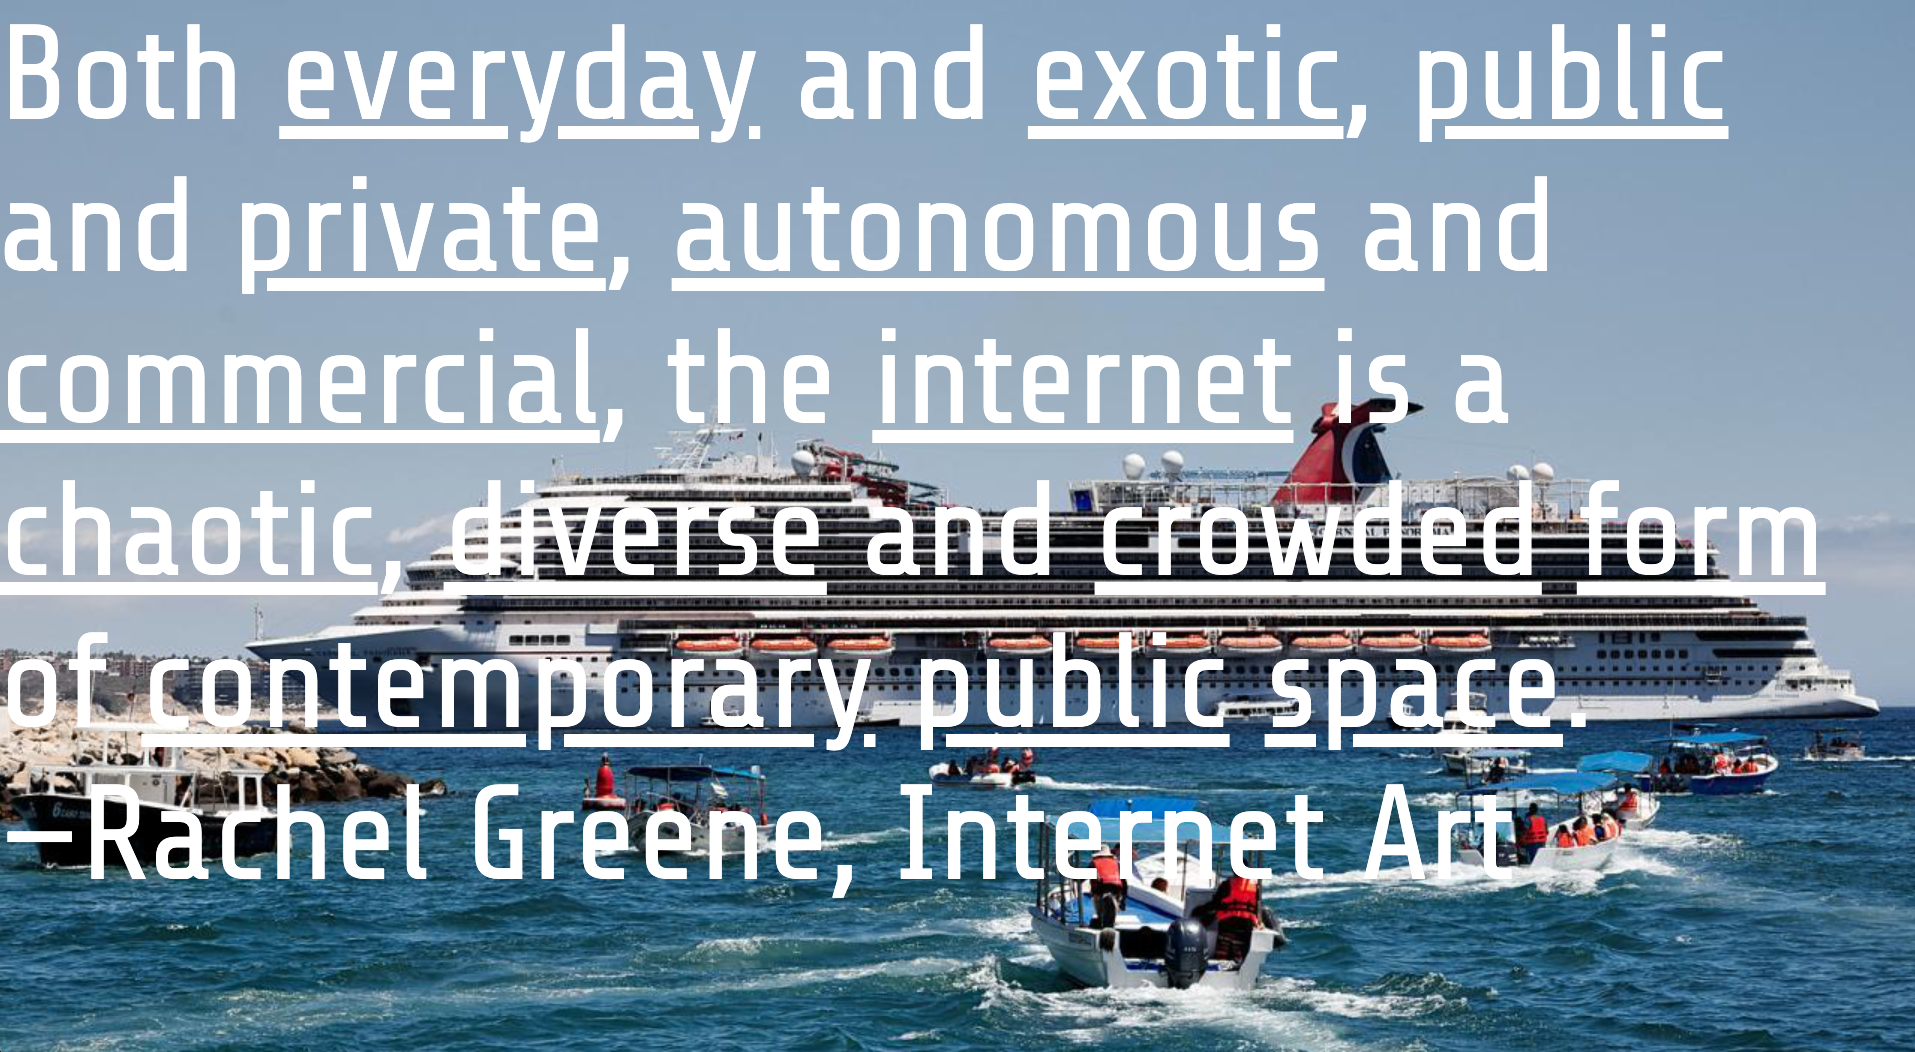 Both everyday and exotic, public
and private, autonomous and
commercial, the internet is a
chaotic, diverse and crowded form
of contemporary public space.
—Rachel Greene, Internet Art
6